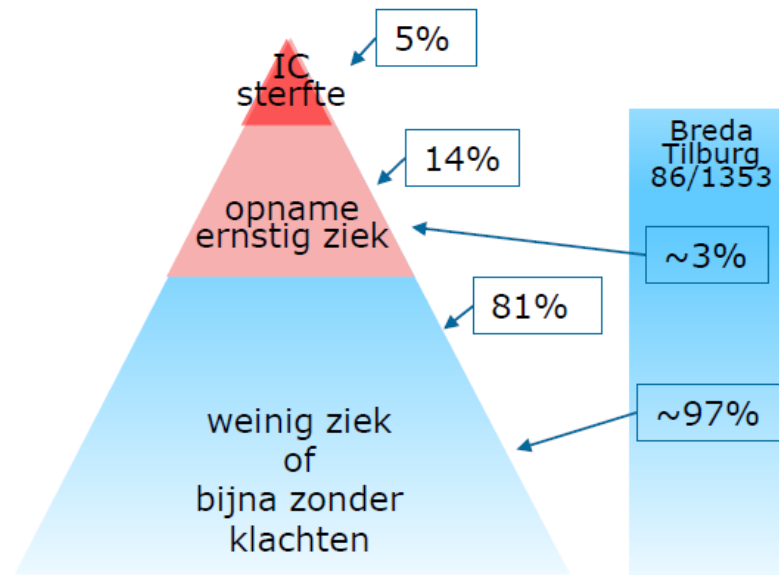 5%
IC
sterfte
14%
opname
ernstig ziek
81%
weinig ziek
of
bijna zonder
klachten
Breda
Tilburg
86/1353
~3%
~97%